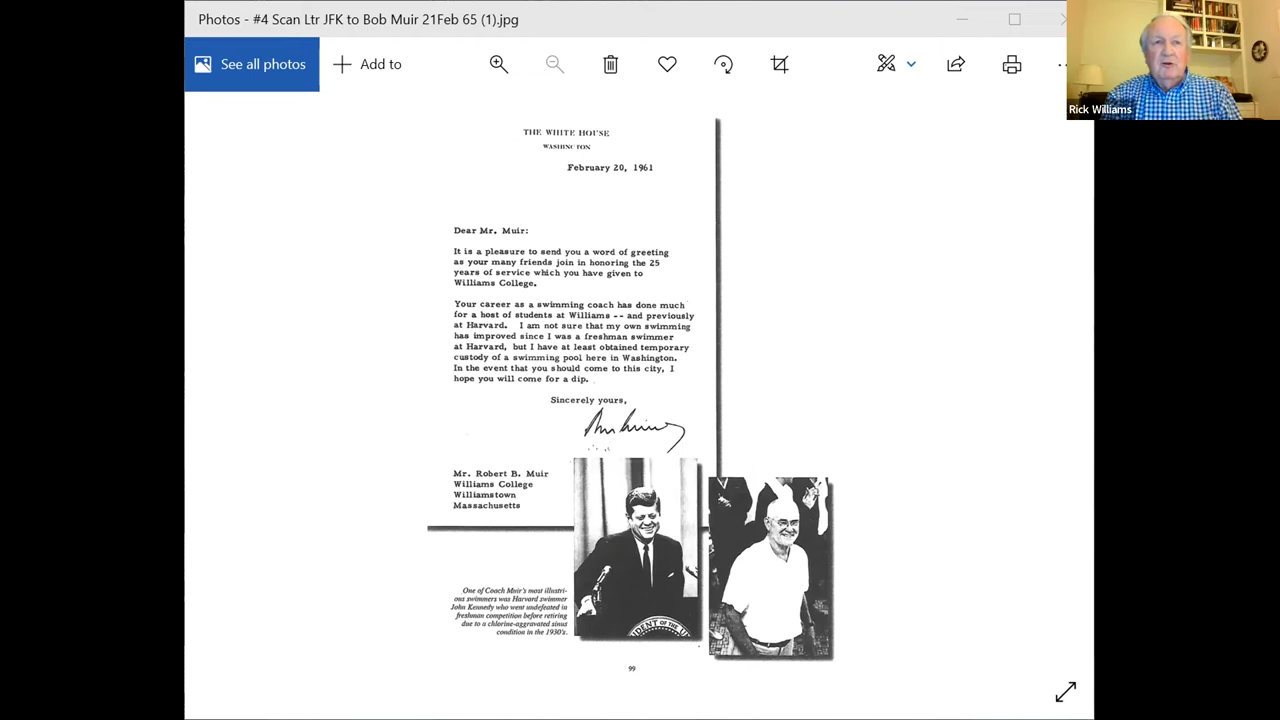 Photos - #4 Scan Ltr JFK to Bob Muir 21Feb 65 (1).jpg
See all photos
Add to
Rick Williams
THE WHITE HOUSE
WASHINGTON
February 20, 1961
Dear Mr. Muir:
It is a pleasure to send you a word of greeting
as your many friends join in honoring the 25
years of service which you have given to
Williams College.
Your career as a swimming coach has done much
for a host of students at Williams -- and previously
at Harvard. I am not sure that my own swimming
has improved since I was a freshman swimmer
at Harvard, but I have at least obtained temporary
custody of a swimming pool here in Washington.
In the event that you should come to this city, I
hope you will come for a dip.
Sincerely yours,
Mr. Robert B. Muir
Williams College
Williamstown
Massachusetts
DENT OF THE U
One of Coach Muir's most illustri-
ous swimmers was Harvard swimmer
John Kennedy who went undefeated in
freshman competition before retiring
due to a chlorine-aggravated sinus
condition in the 1930's.
99